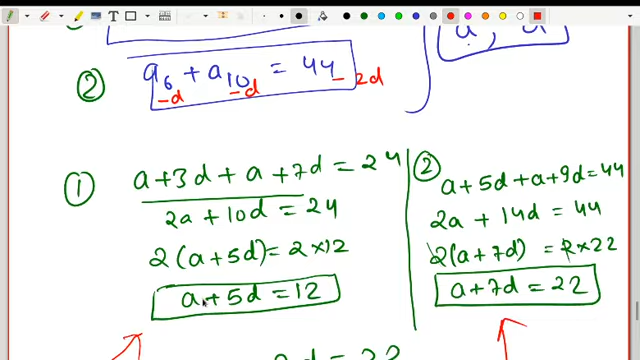 a , d
② a₆ + a₁₀ = 44
-d -d - 2d
① a+3d + a +7d = 24
2a + 10d = 24
2 (a +5d) = 2 ×12
a + 5d = 12
② a + 5d + a + 9d = 44
2a + 14d = 44
2(a +7d) = 2 × 22
a + 7d = 22